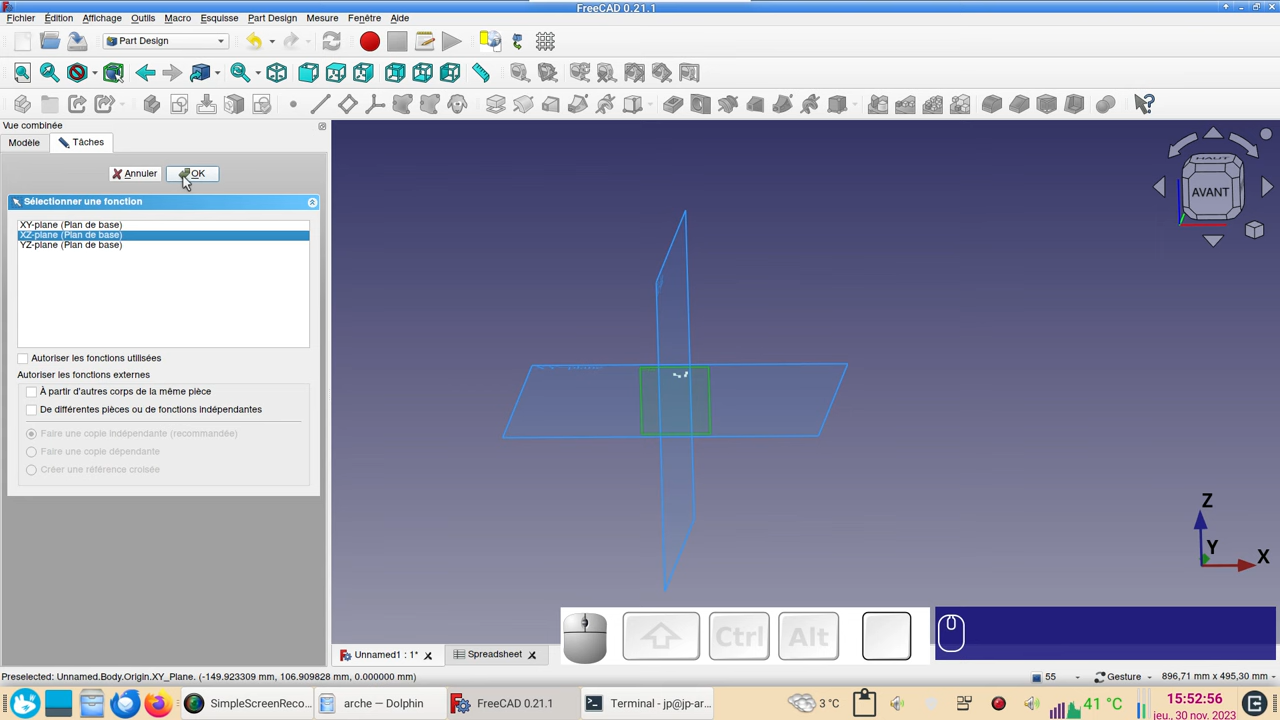 FreeCAD 0.21.1
Fichier Édition Affichage Outils Macro Esquisse Part Design Mesure Fenêtre Aide
Part Design
Vue combinée
Modèle Tâches
Annuler OK
Sélectionner une fonction
XY-plane (Plan de base)
XZ-plane (Plan de base)
YZ-plane (Plan de base)
Autoriser les fonctions utilisées
Autoriser les fonctions externes
À partir d'autres corps de la même pièce
De différentes pièces ou de fonctions indépendantes
Faire une copie indépendante (recommandée)
Faire une copie dépendante
Créer une référence croisée
HAUT
AVANT
Z
Y
X
Ctrl Alt
Unnamed1 : 1* Spreadsheet
Preselected: Unnamed.Body.Origin.XY_Plane. (-149.923309 mm, 106.909828 mm, 0.000000 mm)
55 Gesture 896,71 mm x 495,30 mm
SimpleScreenReco... arche — Dolphin FreeCAD 0.21.1 Terminal - jp@jp-ar...
3 °C
41 °C
15:52:56
jeu., 30 nov. 2023